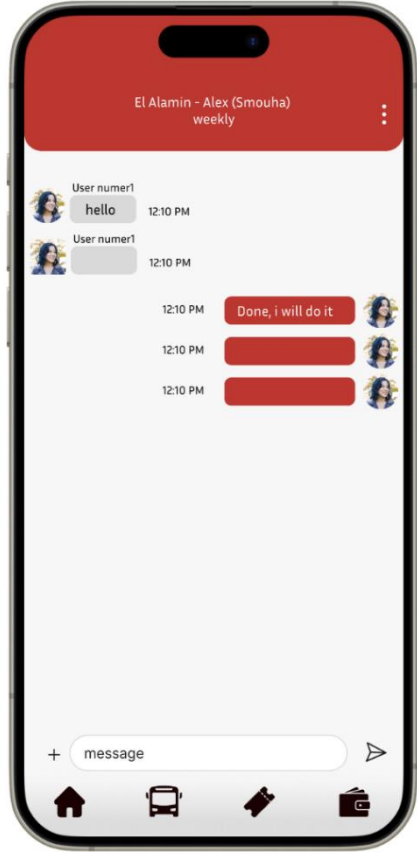 El Alamin - Alex (Smouha)
weekly
User numer1
hello
12:10 PM
User numer1
12:10 PM
12:10 PM
Done, i will do it
12:10 PM
12:10 PM
+
message